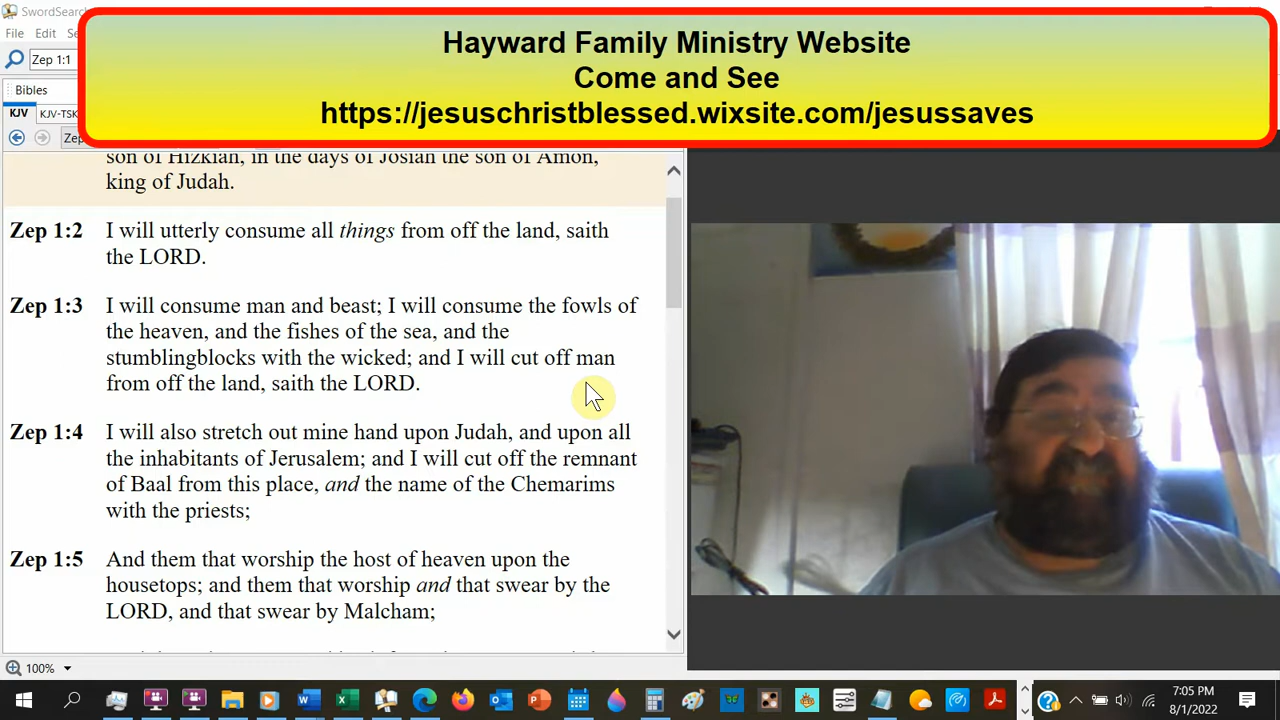 SwordSearch
File Edit Se
Hayward Family Ministry Website
Come and See
https://jesuschristblessed.wixsite.com/jesussaves
Zep 1:1
Bibles
KJV KJV-TSK
Zep
son of Hizkiah, in the days of Josiah the son of Amon,
king of Judah.
Zep 1:2 I will utterly consume all things from off the land, saith
the LORD.
Zep 1:3 I will consume man and beast; I will consume the fowls of
the heaven, and the fishes of the sea, and the
stumblingblocks with the wicked; and I will cut off man
from off the land, saith the LORD.
Zep 1:4 I will also stretch out mine hand upon Judah, and upon all
the inhabitants of Jerusalem; and I will cut off the remnant
of Baal from this place, and the name of the Chemarims
with the priests;
Zep 1:5 And them that worship the host of heaven upon the
housetops; and them that worship and that swear by the
LORD, and that swear by Malcham;
100%
7:05 PM
8/1/2022